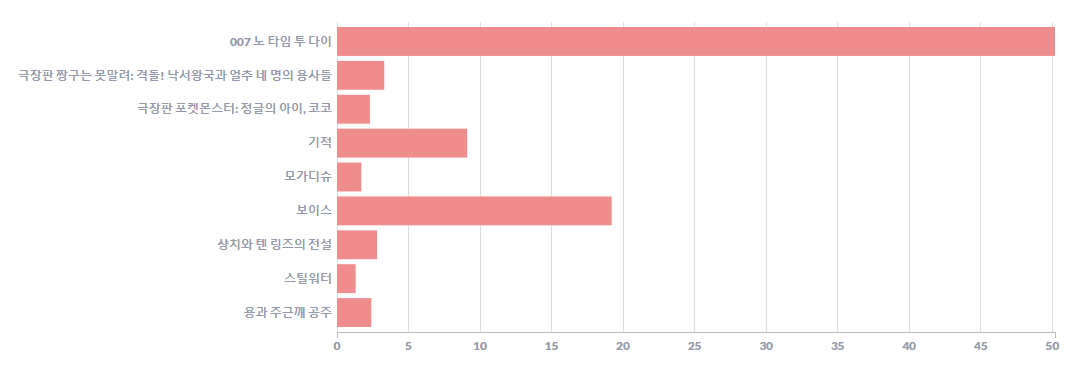 007 노 타임 투 다이
극장판 짱구는 못말려: 격돌! 낙서왕국과 얼추 네 명의 용사들
극장판 포켓몬스터: 정글의 아이, 코코
기적
모가디슈
보이스
샹치와 텐 링즈의 전설
스틸워터
용과 주근깨 공주
0 5 10 15 20 25 30 35 40 45 50